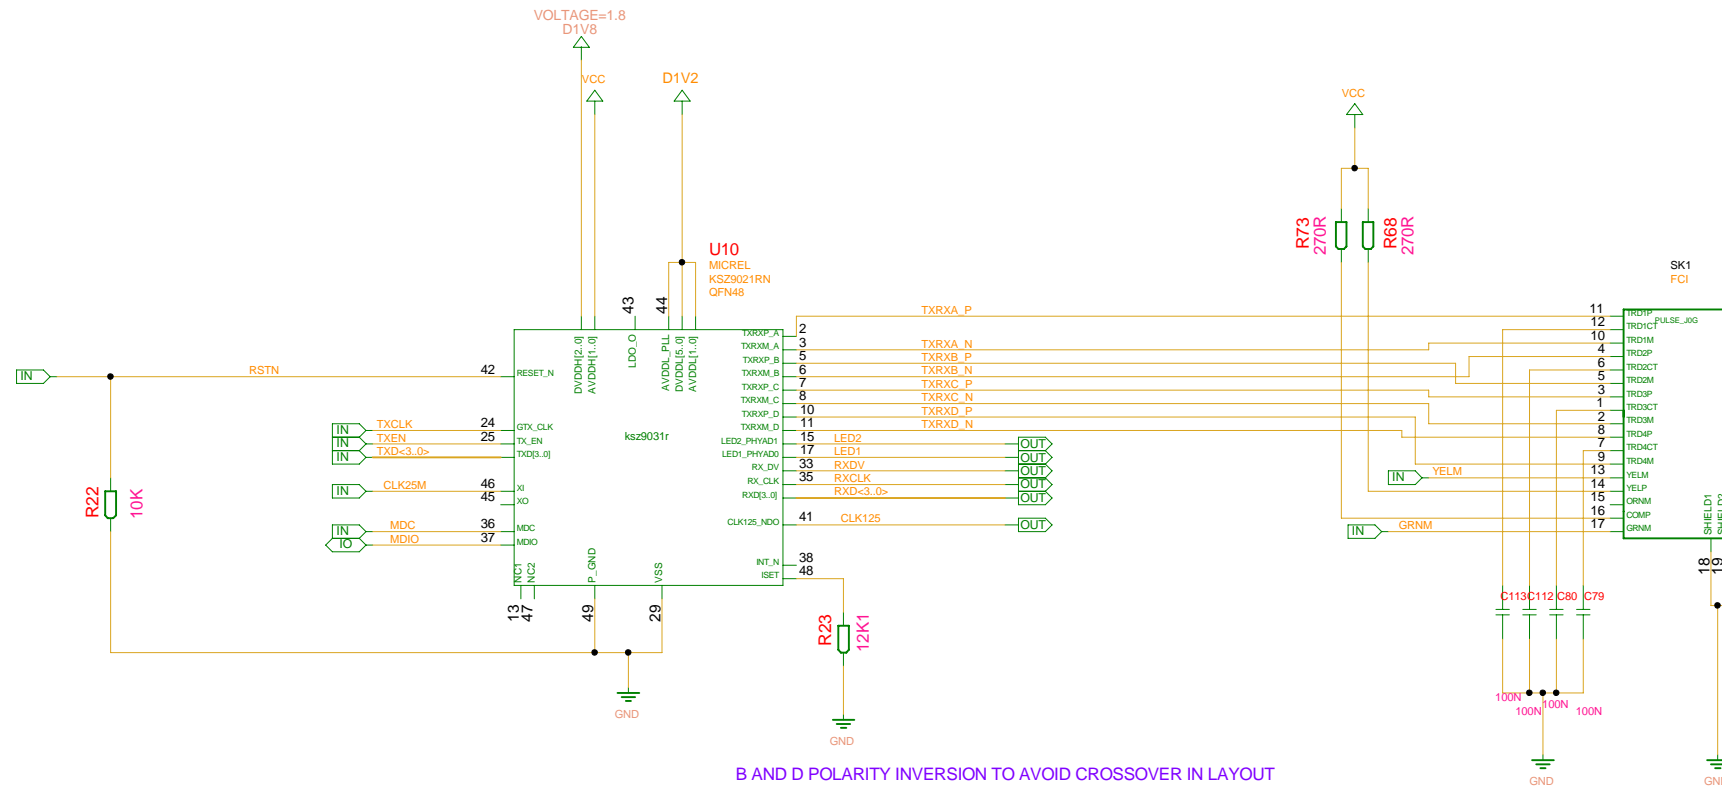 VOLTAGE=1.8
D1V8
VCC
D1V2
VCC
R73
270R
R68
270R
U10
MICREL
KSZ9021RN
QFN48
SK1
FCI
PULSE_J0G
43
44
DVDDH[2..0]
AVDDH[1..0]
LDO_O
AVDDL_PLL
DVDDL[5..0]
AVDDL[1..0]
ksz9031r
IN RSTN 42 RESET_N
IN TXCLK 24 GTX_CLK
IN TXEN 25 TX_EN
IN TXD<3..0> TXD[3..0]
IN CLK25M 46 XI
45 XO
IN MDC 36 MDC
IO MDIO 37 MDIO
R22
10K
NC1
NC2
P_GND
VSS
13
47
49
29
TXRXP_A 2 TXRXA_P
TXRXM_A 3 TXRXA_N
TXRXP_B 5 TXRXB_P
TXRXM_B 6 TXRXB_N
TXRXP_C 7 TXRXC_P
TXRXM_C 8 TXRXC_N
TXRXP_D 10 TXRXD_P
TXRXM_D 11 TXRXD_N
LED2_PHYAD1 15 LED2 OUT
LED1_PHYAD0 17 LED1 OUT
RX_DV 33 RXDV OUT
RX_CLK 35 RXCLK OUT
RXD[3..0] RXD<3..0> OUT
CLK125_NDO 41 CLK125 OUT
INT_N 38
ISET 48
R23
12K1
11 TRD1P
12 TRD1CT
10 TRD1M
4 TRD2P
6 TRD2CT
5 TRD2M
3 TRD3P
1 TRD3CT
2 TRD3M
8 TRD4P
7 TRD4CT
9 TRD4M
IN YELM 13 YELM
14 YELP
15 ORNM
16 COMP
IN GRNM 17 GRNM
SHIELD1
SHIELD2
18
19
C113 C112 C80 C79
100N
100N
100N
100N
GND
GND
GND
B AND D POLARITY INVERSION TO AVOID CROSSOVER IN LAYOUT